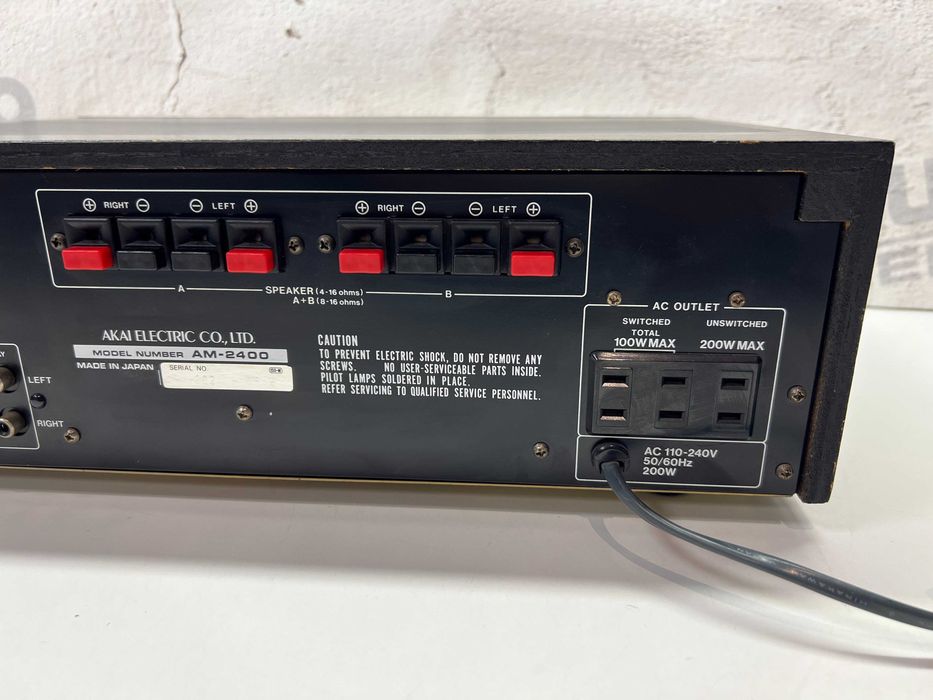 ⊕ RIGHT ⊖ ⊖ LEFT ⊕
⊕ RIGHT ⊖ ⊖ LEFT ⊕
A SPEAKER (4-16 ohms) B
A+B (8-16 ohms)
AC OUTLET
SWITCHED UNSWITCHED
TOTAL
100W MAX 200W MAX
AKAI ELECTRIC CO., LTD.
MODEL NUMBER AM-2400
MADE IN JAPAN
SERIAL NO.
CAUTION
TO PREVENT ELECTRIC SHOCK, DO NOT REMOVE ANY
SCREWS. NO USER-SERVICEABLE PARTS INSIDE.
PILOT LAMPS SOLDERED IN PLACE.
REFER SERVICING TO QUALIFIED SERVICE PERSONNEL.
LEFT
RIGHT
AC 110-240V
50/60Hz
200W